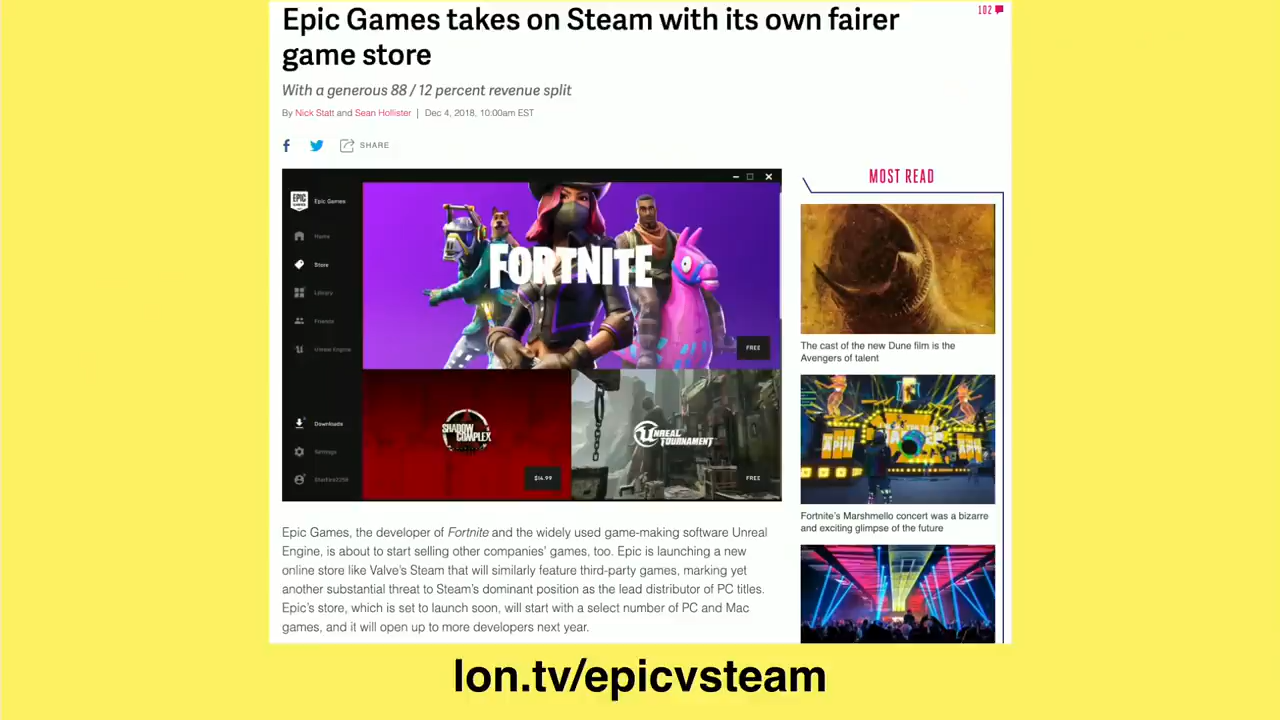 Epic Games takes on Steam with its own fairer
game store
102
With a generous 88 / 12 percent revenue split
By Nick Statt and Sean Hollister | Dec 4, 2018, 10:00am EST
SHARE
EPIC GAMES
Epic Games
Home
Store
Library
Friends
Unreal Engine
Downloads
Settings
FORTNITE
FREE
SHADOW COMPLEX
$14.99
UNREAL TOURNAMENT
FREE
MOST READ
The cast of the new Dune film is the
Avengers of talent
Fortnite's Marshmello concert was a bizarre
and exciting glimpse of the future
Epic Games, the developer of Fortnite and the widely used game-making software Unreal
Engine, is about to start selling other companies' games, too. Epic is launching a new
online store like Valve's Steam that will similarly feature third-party games, marking yet
another substantial threat to Steam's dominant position as the lead distributor of PC titles.
Epic's store, which is set to launch soon, will start with a select number of PC and Mac
games, and it will open up to more developers next year.
lon.tv/epicvsteam